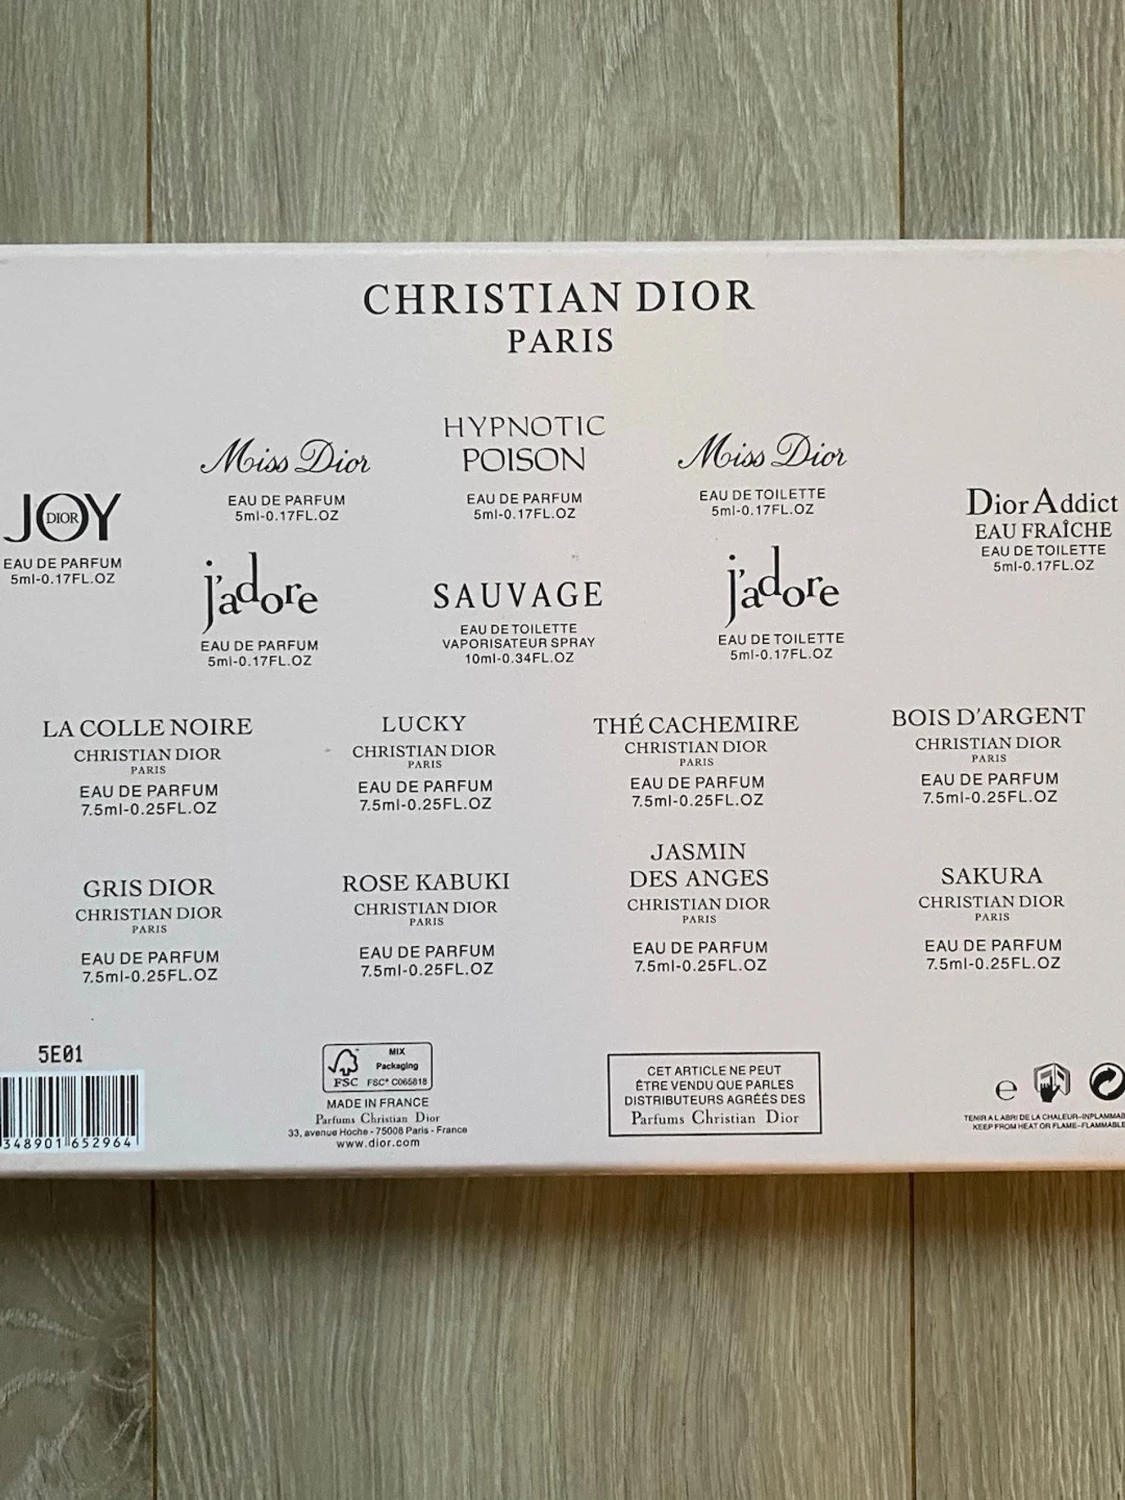 CHRISTIAN DIOR
PARIS
JOY
DIOR
EAU DE PARFUM
5ml-0.17FL.OZ
Miss Dior
EAU DE PARFUM
5ml-0.17FL.OZ
HYPNOTIC
POISON
EAU DE PARFUM
5ml-0.17FL.OZ
Miss Dior
EAU DE TOILETTE
5ml-0.17FL.OZ
Dior Addict
EAU FRAÎCHE
EAU DE TOILETTE
5ml-0.17FL.OZ
j'adore
EAU DE PARFUM
5ml-0.17FL.OZ
SAUVAGE
EAU DE TOILETTE
VAPORISATEUR SPRAY
10ml-0.34FL.OZ
j'adore
EAU DE TOILETTE
5ml-0.17FL.OZ
LA COLLE NOIRE
CHRISTIAN DIOR
PARIS
EAU DE PARFUM
7.5ml-0.25FL.OZ
LUCKY
CHRISTIAN DIOR
PARIS
EAU DE PARFUM
7.5ml-0.25FL.OZ
THÉ CACHEMIRE
CHRISTIAN DIOR
PARIS
EAU DE PARFUM
7.5ml-0.25FL.OZ
BOIS D'ARGENT
CHRISTIAN DIOR
PARIS
EAU DE PARFUM
7.5ml-0.25FL.OZ
GRIS DIOR
CHRISTIAN DIOR
PARIS
EAU DE PARFUM
7.5ml-0.25FL.OZ
ROSE KABUKI
CHRISTIAN DIOR
PARIS
EAU DE PARFUM
7.5ml-0.25FL.OZ
JASMIN
DES ANGES
CHRISTIAN DIOR
PARIS
EAU DE PARFUM
7.5ml-0.25FL.OZ
SAKURA
CHRISTIAN DIOR
PARIS
EAU DE PARFUM
7.5ml-0.25FL.OZ
5E01
348901 652964
MIX
Packaging
FSC FSC® C065818
MADE IN FRANCE
Parfums Christian Dior
33, avenue Hoche - 75008 Paris - France
www.dior.com
CET ARTICLE NE PEUT
ÊTRE VENDU QUE PARLES
DISTRIBUTEURS AGRÉÉS DES
Parfums Christian Dior
e
TENIR A L ABRI DE LA CHALEUR-INPLAMMAB
KEEP FROM HEAT OR FLAME-FLAMMABLE